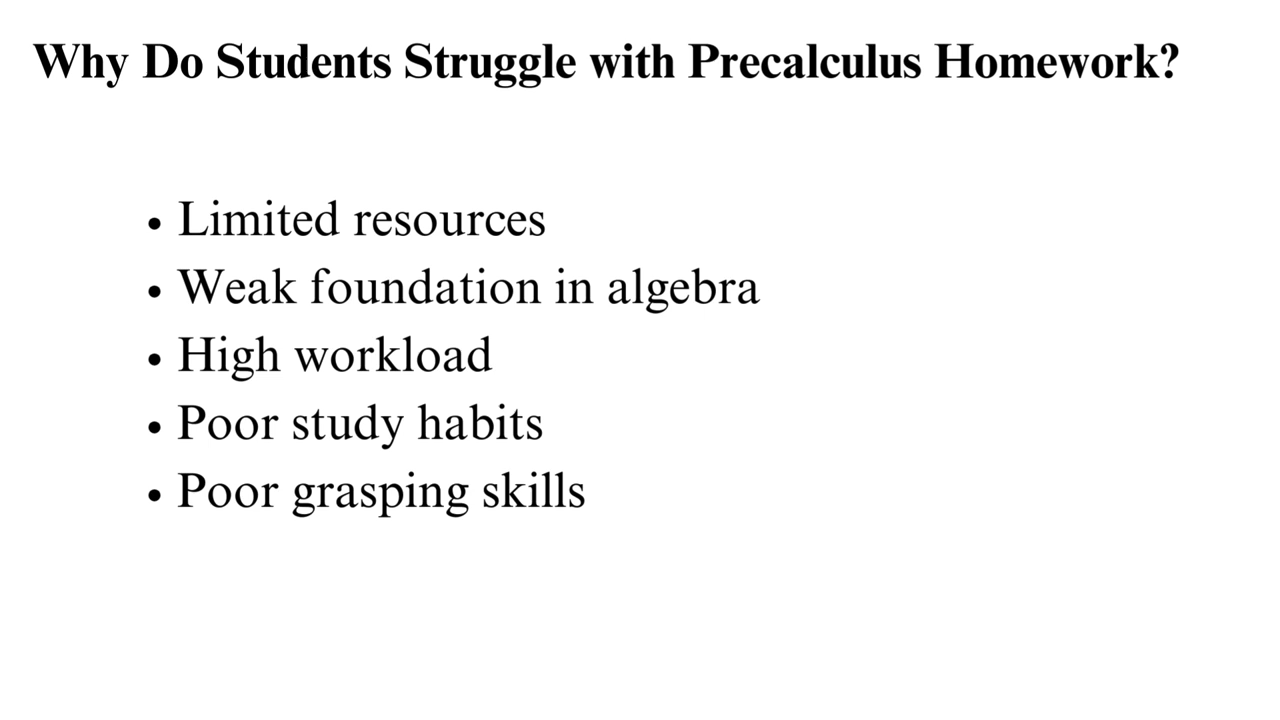 Why Do Students Struggle with Precalculus Homework?
• Limited resources
• Weak foundation in algebra
• High workload
• Poor study habits
• Poor grasping skills